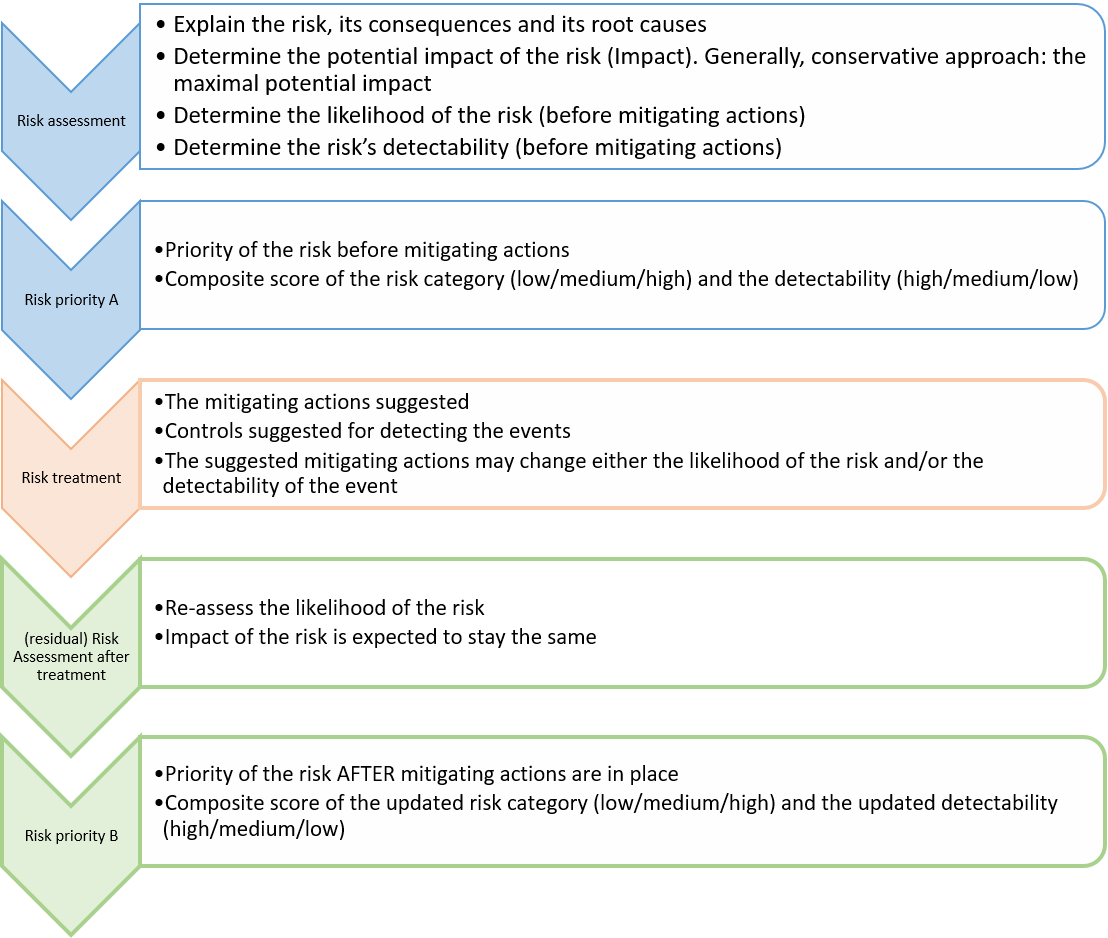 Risk assessment
• Explain the risk, its consequences and its root causes
• Determine the potential impact of the risk (Impact). Generally, conservative approach: the
maximal potential impact
• Determine the likelihood of the risk (before mitigating actions)
• Determine the risk’s detectability (before mitigating actions)
Risk priority A
•Priority of the risk before mitigating actions
•Composite score of the risk category (low/medium/high) and the detectability (high/medium/low)
Risk treatment
•The mitigating actions suggested
•Controls suggested for detecting the events
•The suggested mitigating actions may change either the likelihood of the risk and/or the
detectability of the event
(residual) Risk
Assessment after
treatment
•Re-assess the likelihood of the risk
•Impact of the risk is expected to stay the same
Risk priority B
•Priority of the risk AFTER mitigating actions are in place
•Composite score of the updated risk category (low/medium/high) and the updated detectability
(high/medium/low)